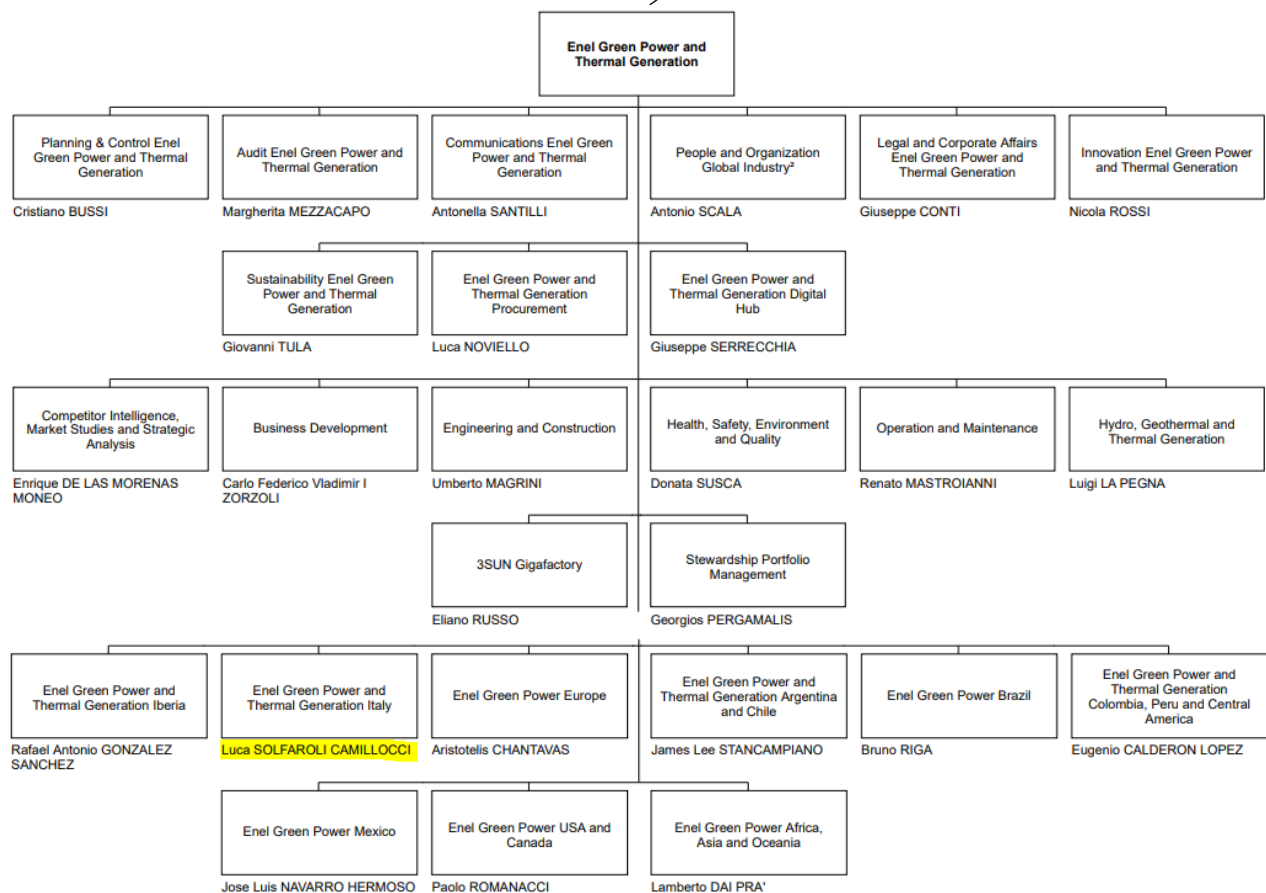 Enel Green Power and
Thermal Generation
Planning & Control Enel
Green Power and Thermal
Generation
Cristiano BUSSI
Audit Enel Green Power and
Thermal Generation
Margherita MEZZACAPO
Communications Enel Green
Power and Thermal
Generation
Antonella SANTILLI
People and Organization
Global Industry²
Antonio SCALA
Legal and Corporate Affairs
Enel Green Power and
Thermal Generation
Giuseppe CONTI
Innovation Enel Green Power
and Thermal Generation
Nicola ROSSI
Sustainability Enel Green
Power and Thermal
Generation
Giovanni TULA
Enel Green Power and
Thermal Generation
Procurement
Luca NOVIELLO
Enel Green Power and
Thermal Generation Digital
Hub
Giuseppe SERRECCHIA
Competitor Intelligence,
Market Studies and Strategic
Analysis
Enrique DE LAS MORENAS
MONEO
Business Development
Carlo Federico Vladimir I
ZORZOLI
Engineering and Construction
Umberto MAGRINI
Health, Safety, Environment
and Quality
Donata SUSCA
Operation and Maintenance
Renato MASTROIANNI
Hydro, Geothermal and
Thermal Generation
Luigi LA PEGNA
3SUN Gigafactory
Eliano RUSSO
Stewardship Portfolio
Management
Georgios PERGAMALIS
Enel Green Power and
Thermal Generation Iberia
Rafael Antonio GONZALEZ
SANCHEZ
Enel Green Power and
Thermal Generation Italy
Luca SOLFAROLI CAMILLOCCI
Enel Green Power Europe
Aristotelis CHANTAVAS
Enel Green Power and
Thermal Generation Argentina
and Chile
James Lee STANCAMPIANO
Enel Green Power Brazil
Bruno RIGA
Enel Green Power and
Thermal Generation
Colombia, Peru and Central
America
Eugenio CALDERON LOPEZ
Enel Green Power Mexico
Jose Luis NAVARRO HERMOSO
Enel Green Power USA and
Canada
Paolo ROMANACCI
Enel Green Power Africa,
Asia and Oceania
Lamberto DAI PRA'